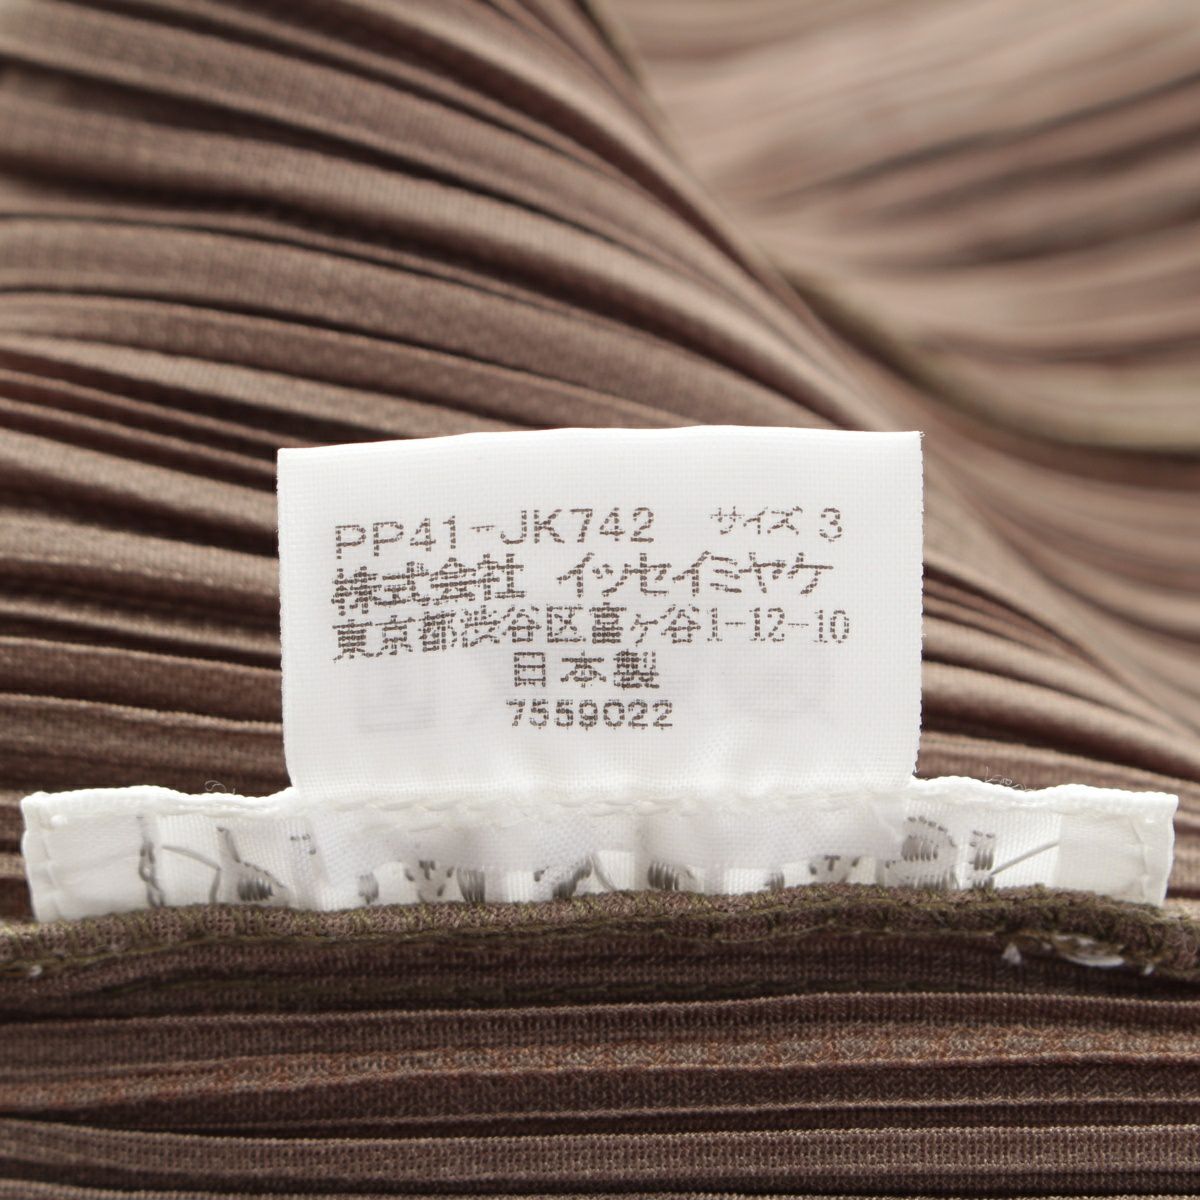 PP41-JK742 サイズ 3
株式会社 イッセイミヤケ
東京都渋谷区富ヶ谷1-12-10
日本製
7559022